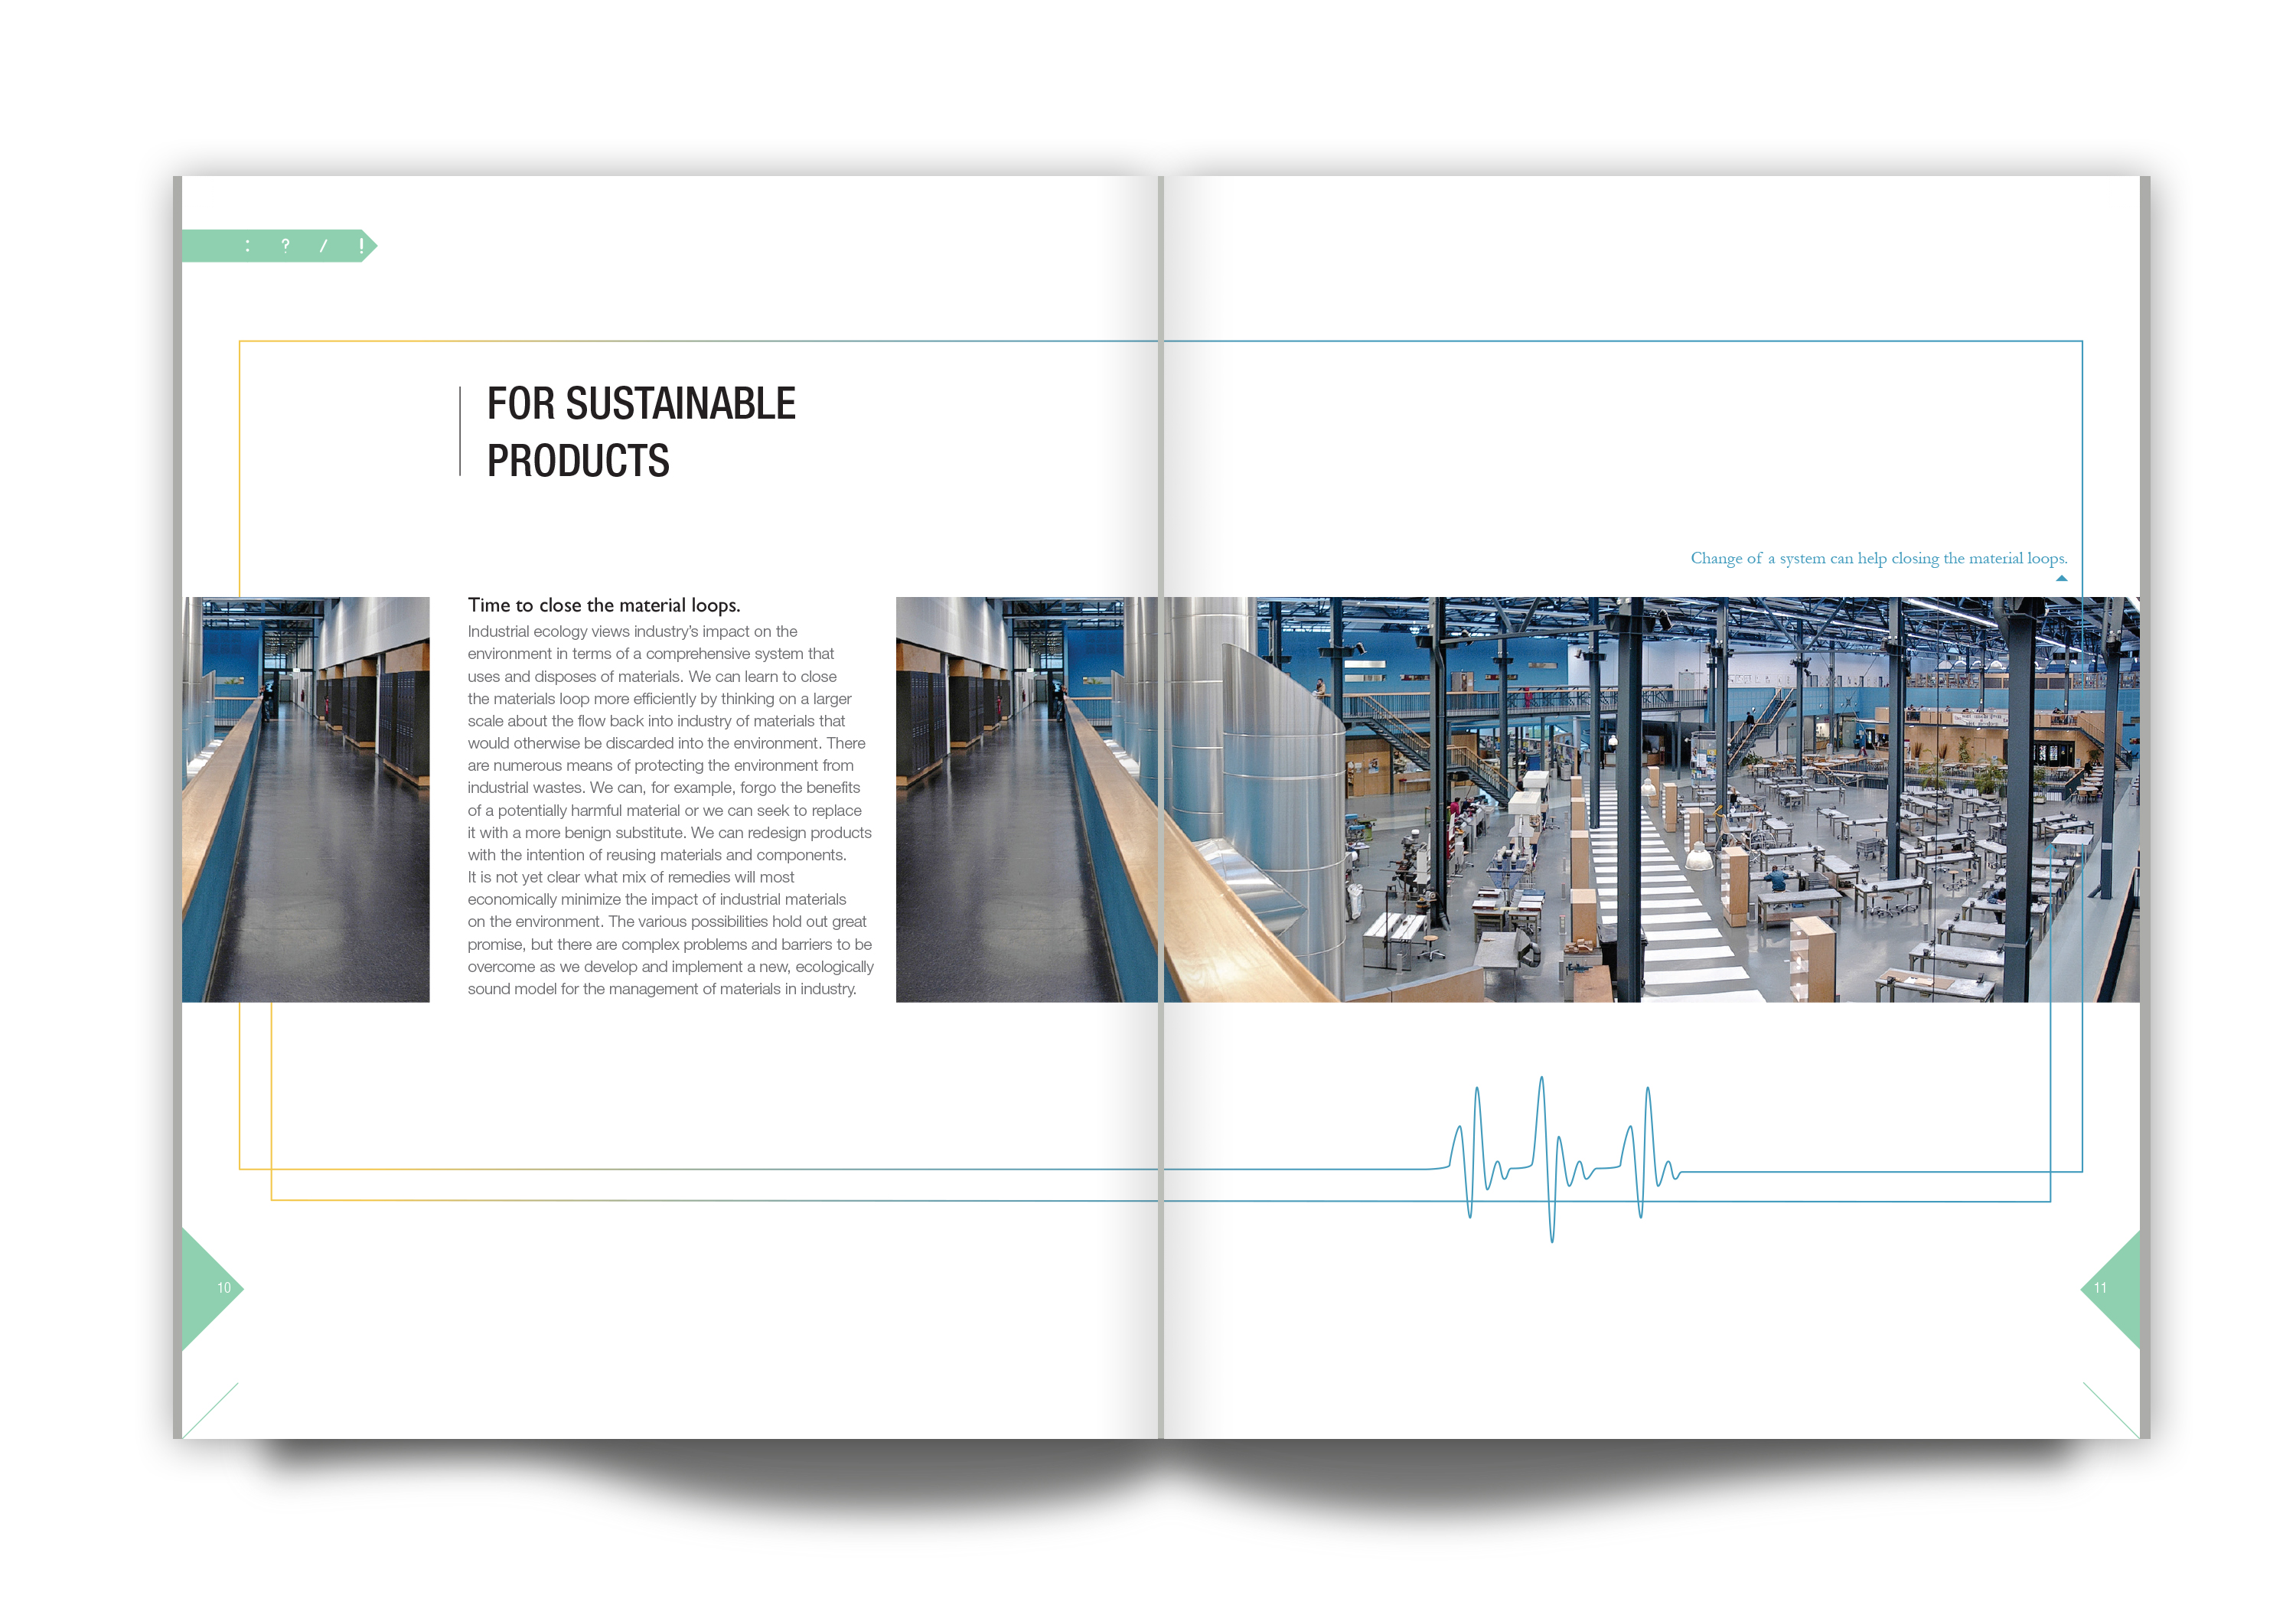 : ? / !
FOR SUSTAINABLE
PRODUCTS
Change of a system can help closing the material loops.
Time to close the material loops.
Industrial ecology views industry's impact on the
environment in terms of a comprehensive system that
uses and disposes of materials. We can learn to close
the materials loop more efficiently by thinking on a larger
scale about the flow back into industry of materials that
would otherwise be discarded into the environment. There
are numerous means of protecting the environment from
industrial wastes. We can, for example, forgo the benefits
of a potentially harmful material or we can seek to replace
it with a more benign substitute. We can redesign products
with the intention of reusing materials and components.
It is not yet clear what mix of remedies will most
economically minimize the impact of industrial materials
on the environment. The various possibilities hold out great
promise, but there are complex problems and barriers to be
overcome as we develop and implement a new, ecologically
sound model for the management of materials in industry.
10
11